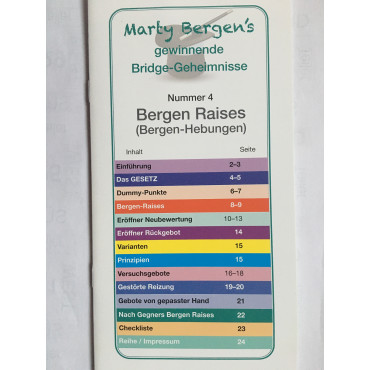 Marty Bergen's
gewinnende
Bridge-Geheimnisse
Nummer 4
Bergen Raises
(Bergen-Hebungen)
Inhalt Seite
Einführung 2–3
Das GESETZ 4–5
Dummy-Punkte 6–7
Bergen-Raises 8–9
Eröffner Neubewertung 10–13
Eröffner Rückgebot 14
Varianten 15
Prinzipien 15
Versuchsgebote 16–18
Gestörte Reizung 19–20
Gebote von gepasster Hand 21
Nach Gegners Bergen Raises 22
Checkliste 23
Reihe / Impressum 24